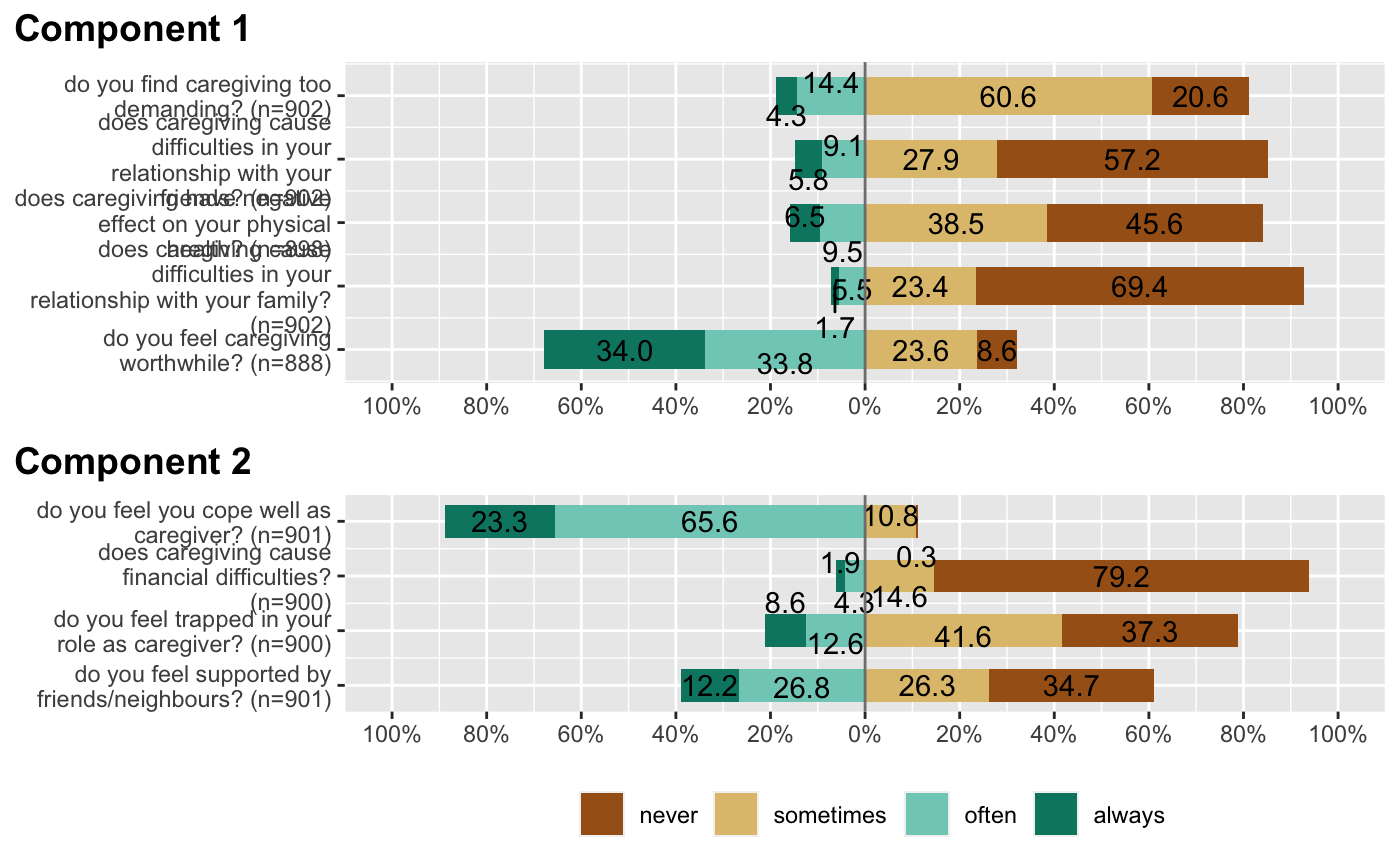 Component 1
do you find caregiving too
demanding? (n=902)
14.4
4.3
60.6
20.6
does caregiving cause
difficulties in your
relationship with your
friends? (n=902)
9.1
5.8
27.9
57.2
does caregiving have negative
effect on your physical
health? (n=898)
6.5
9.5
38.5
45.6
does caregiving cause
difficulties in your
relationship with your family?
(n=902)
5.5
1.7
23.4
69.4
do you feel caregiving
worthwhile? (n=888)
34.0
33.8
23.6
8.6
100% 80% 60% 40% 20% 0% 20% 40% 60% 80% 100%
Component 2
do you feel you cope well as
caregiver? (n=901)
23.3
65.6
10.8
0.3
does caregiving cause
financial difficulties?
(n=900)
1.9
4.3
14.6
79.2
do you feel trapped in your
role as caregiver? (n=900)
8.6
12.6
41.6
37.3
do you feel supported by
friends/neighbours? (n=901)
12.2
26.8
26.3
34.7
100% 80% 60% 40% 20% 0% 20% 40% 60% 80% 100%
never sometimes often always